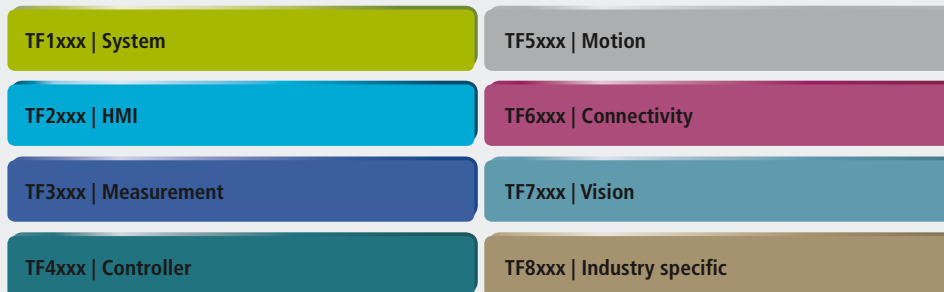 TF1xxx | System
TF2xxx | HMI
TF3xxx | Measurement
TF4xxx | Controller
TF5xxx | Motion
TF6xxx | Connectivity
TF7xxx | Vision
TF8xxx | Industry specific